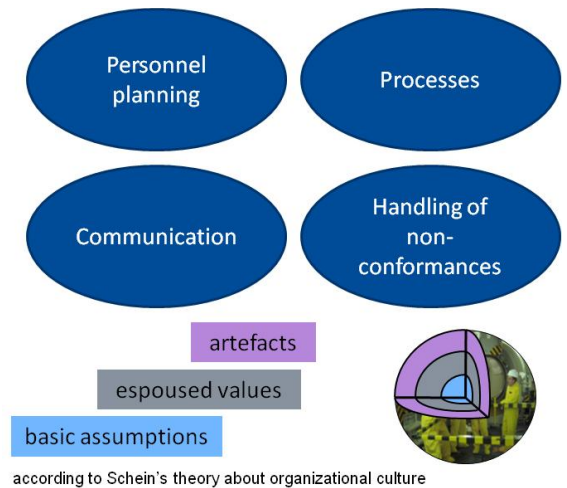 Personnel
planning
Processes
Communication
Handling of
non-
conformances
artefacts
espoused values
basic assumptions
according to Schein's theory about organizational culture